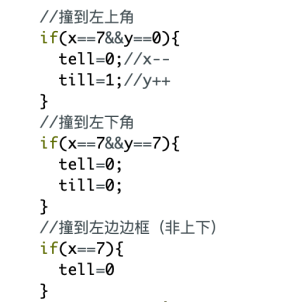 //撞到左上角
if(x==7&&y==0){
tell=0;//x--
till=1;//y++
}
//撞到左下角
if(x==7&&y==7){
tell=0;
till=0;
}
//撞到左边边框（非上下）
if(x==7){
tell=0
}